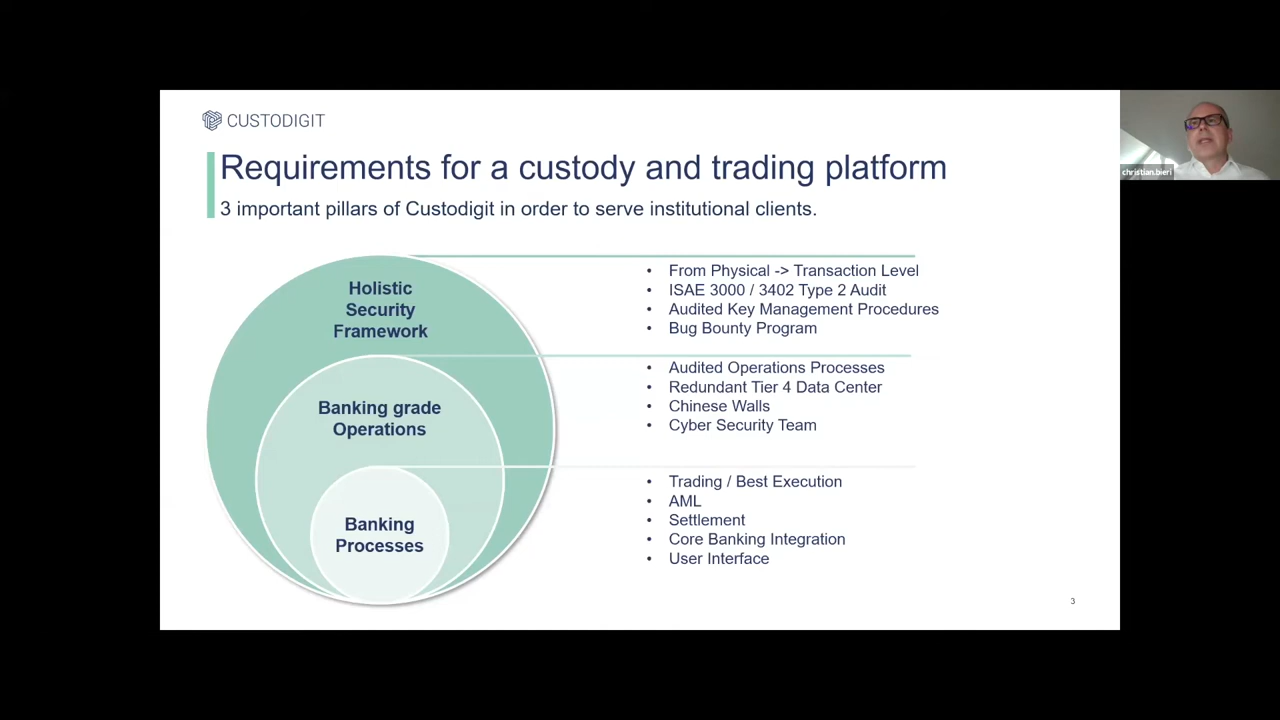 CUSTODIGIT
Requirements for a custody and trading platform
3 important pillars of Custodigit in order to serve institutional clients.
christian.bieri
Holistic
Security
Framework
• From Physical -> Transaction Level
• ISAE 3000 / 3402 Type 2 Audit
• Audited Key Management Procedures
• Bug Bounty Program
Banking grade
Operations
• Audited Operations Processes
• Redundant Tier 4 Data Center
• Chinese Walls
• Cyber Security Team
Banking
Processes
• Trading / Best Execution
• AML
• Settlement
• Core Banking Integration
• User Interface
3